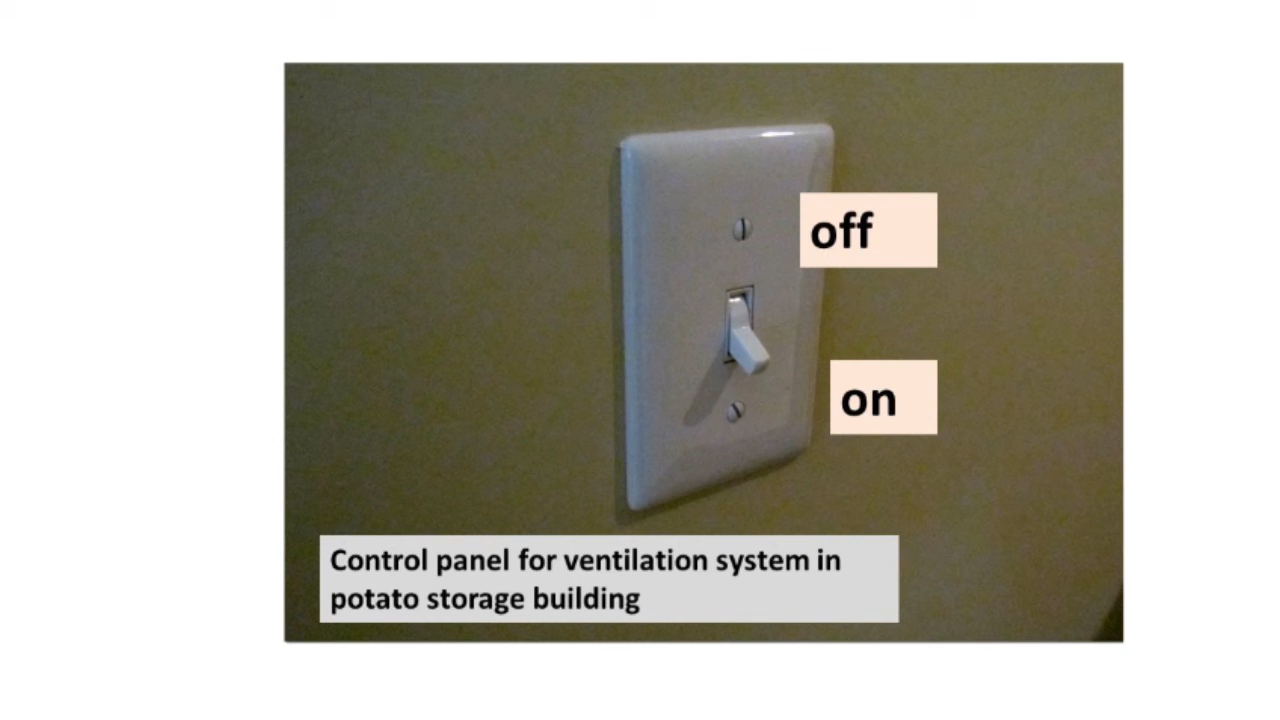 off
on
Control panel for ventilation system in
potato storage building